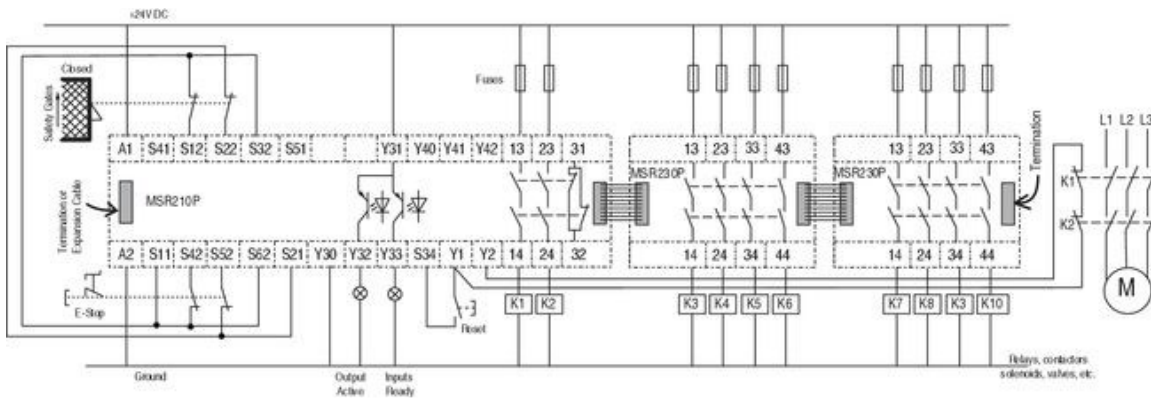 +24V DC
Closed
Safety Gates
Fuses
A1 S41 S12 S22 S32 S51 Y31 Y40 Y41 Y42 13 23 31
13 23 33 43
13 23 33 43
Termination
L1 L2 L3
Termination or
Expansion Cable
MSR210P
MSR230P
MSR230P
K1
K2
A2 S11 S42 S52 S62 S21 Y30 Y32 Y33 S34 Y1 Y2 14 24 32
14 24 34 44
14 24 34 44
M
E-Stop
Reset
K1 K2
K3 K4 K5 K6
K7 K8 K3 K10
Ground
Output
Active
Inputs
Ready
Relays, contactors
solenoids, valves, etc.